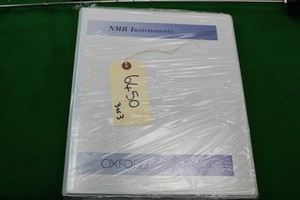 NMR Instruments
6450
3 of 3
OXFORD